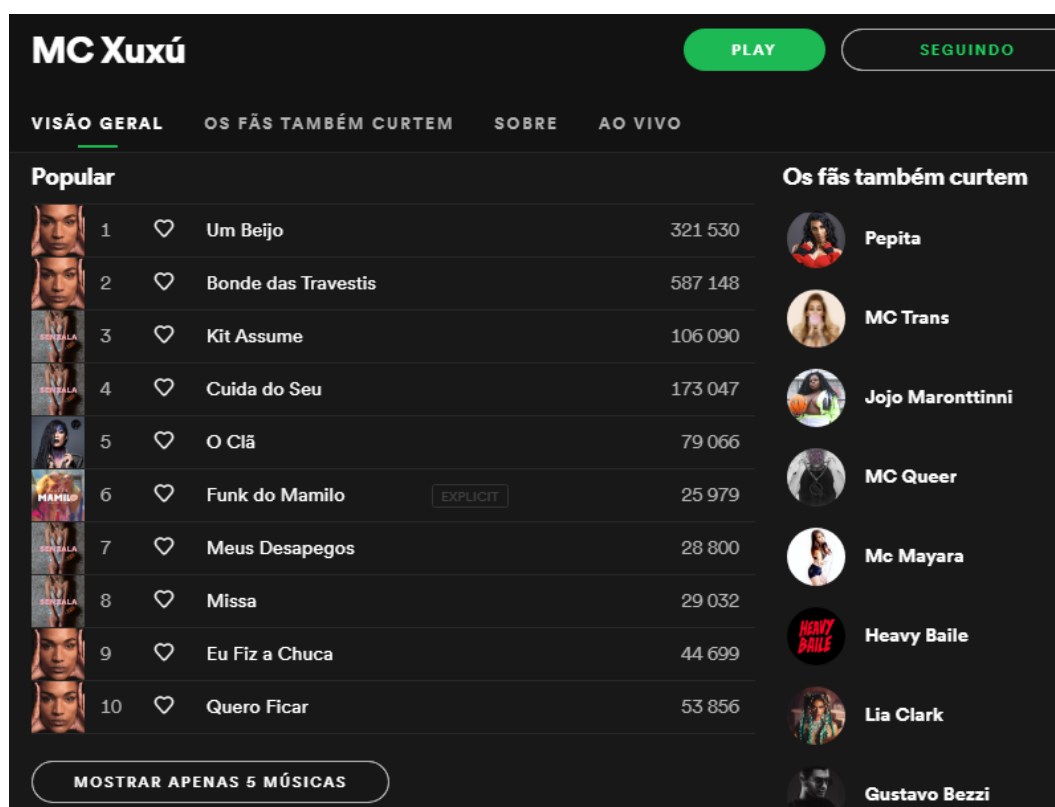 MC Xuxú
PLAY
SEGUINDO
VISÃO GERAL OS FÃS TAMBÉM CURTEM SOBRE AO VIVO
Popular
1 Um Beijo 321 530
2 Bonde das Travestis 587 148
SENZALA 3 Kit Assume 106 090
SENZALA 4 Cuida do Seu 173 047
5 O Clã 79 066
MAMILO 6 Funk do Mamilo EXPLICIT 25 979
SENZALA 7 Meus Desapegos 28 800
SENZALA 8 Missa 29 032
9 Eu Fiz a Chuca 44 699
10 Quero Ficar 53 856
MOSTRAR APENAS 5 MÚSICAS
Os fãs também curtem
Pepita
MC Trans
Jojo Maronttinni
MC Queer
Mc Mayara
HEAVY
BAILE
Heavy Baile
Lia Clark
Gustavo Bezzi